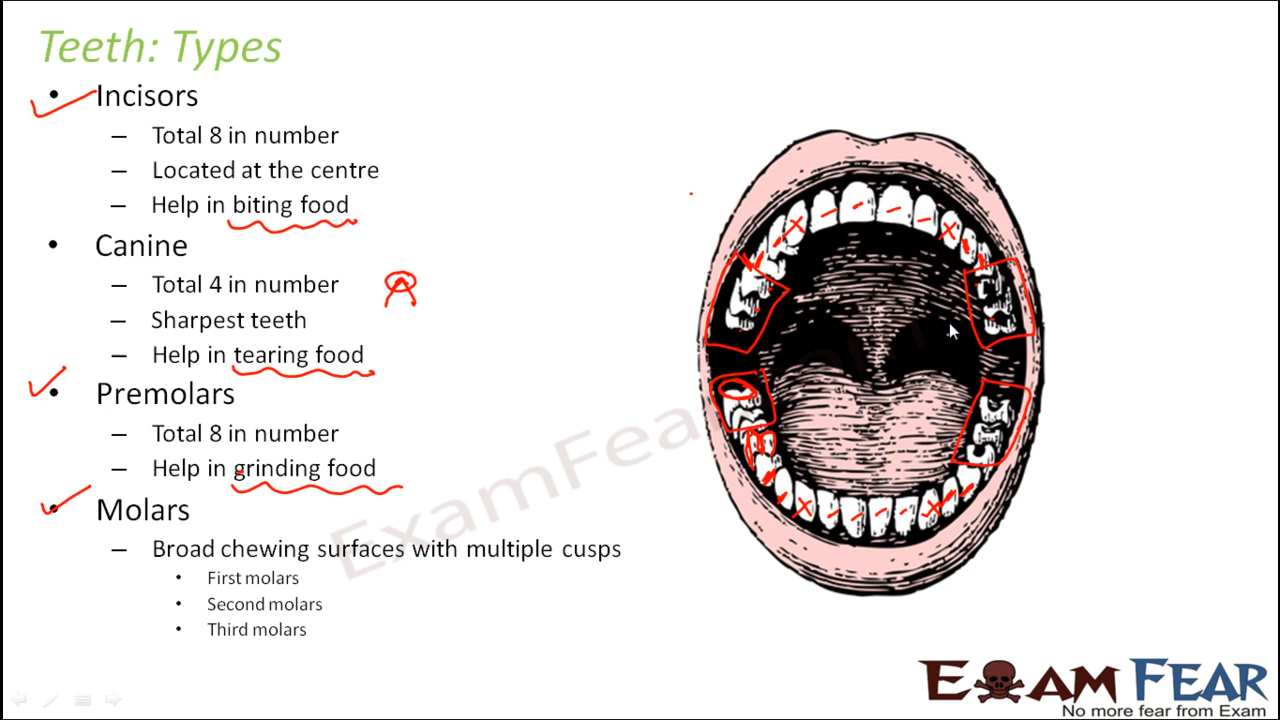 Teeth: Types
• Incisors
– Total 8 in number
– Located at the centre
– Help in biting food
• Canine
– Total 4 in number
– Sharpest teeth
– Help in tearing food
• Premolars
– Total 8 in number
– Help in grinding food
• Molars
– Broad chewing surfaces with multiple cusps
• First molars
• Second molars
• Third molars
ExamFear
EXAM FEAR
No more fear from Exam